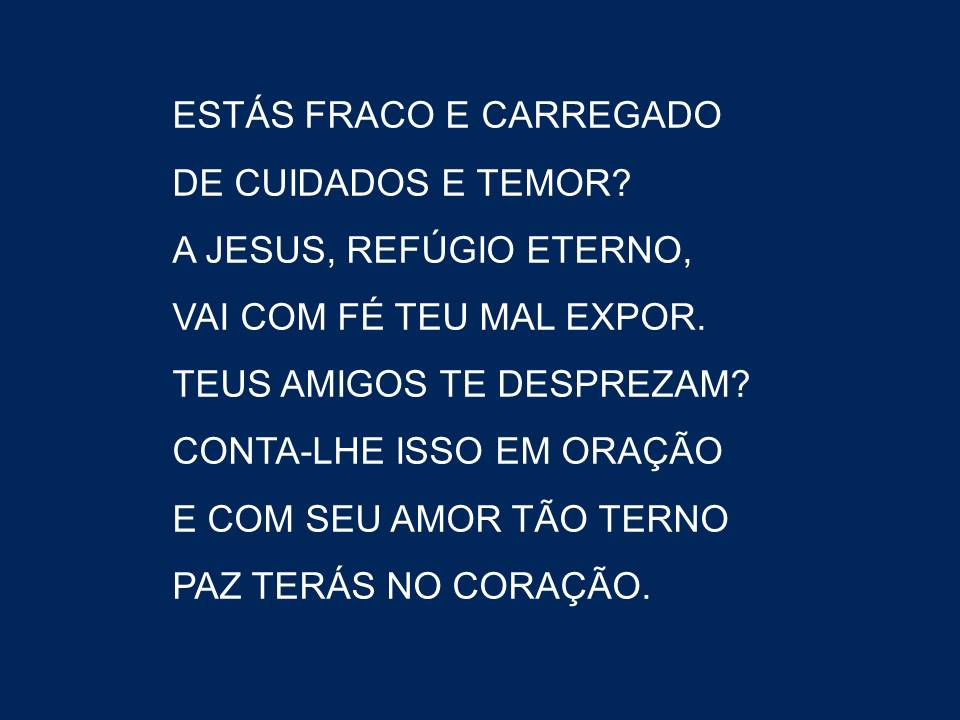 ESTÁS FRACO E CARREGADO
DE CUIDADOS E TEMOR?
A JESUS, REFÚGIO ETERNO,
VAI COM FÉ TEU MAL EXPOR.
TEUS AMIGOS TE DESPREZAM?
CONTA-LHE ISSO EM ORAÇÃO
E COM SEU AMOR TÃO TERNO
PAZ TERÁS NO CORAÇÃO.